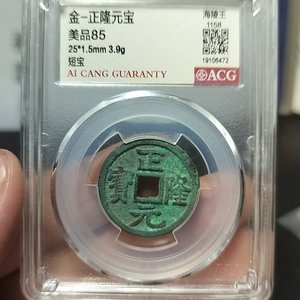 金-正隆元宝
美品85
25*1.5mm 3.9g
短宝
AI CANG GUARANTY
海陵王
1158
19106472
ACG
正隆元寶